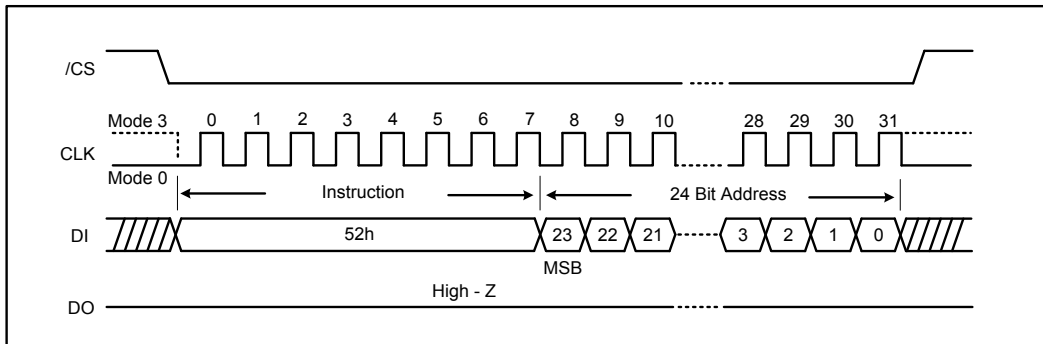 /CS
Mode 3 0 1 2 3 4 5 6 7 8 9 10 28 29 30 31
CLK
Mode 0
Instruction 24 Bit Address
DI 52h 23 22 21 3 2 1 0
MSB
High - Z
DO